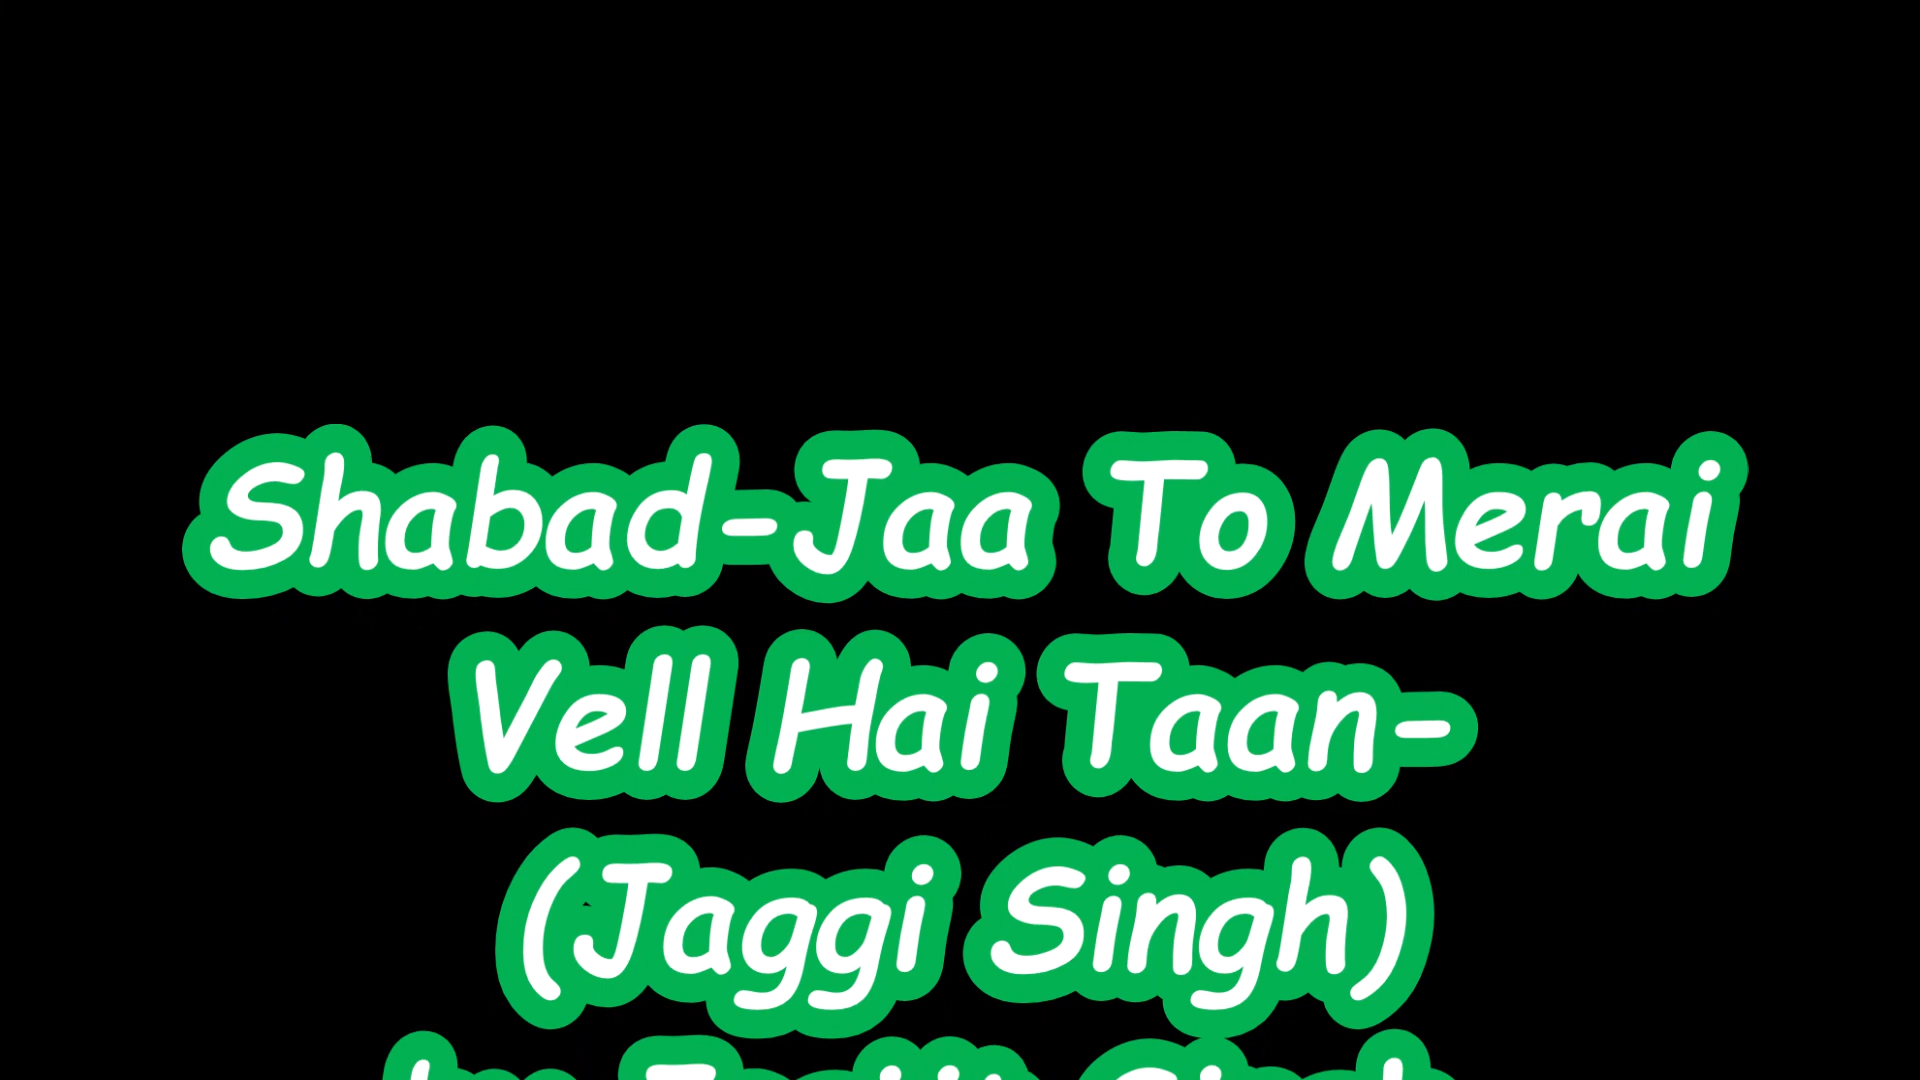 Shabad-Jaa To Merai
Vell Hai Taan-
(Jaggi Singh)